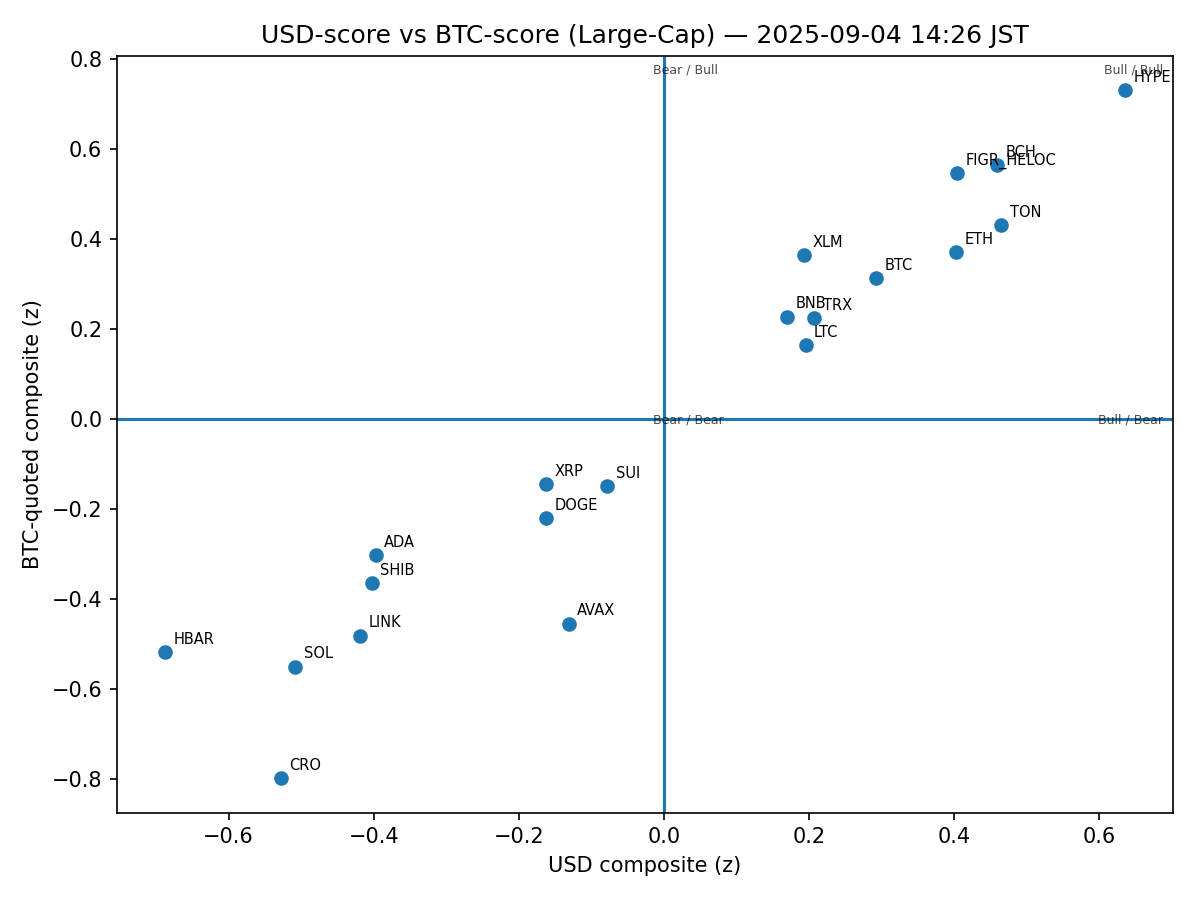 USD-score vs BTC-score (Large-Cap) — 2025-09-04 14:26 JST
Bear / Bull
Bull / Bull
HYPE
BCH
FIGR_HELOC
TON
XLM
ETH
BTC
BNB
TRX
LTC
Bear / Bear
Bull / Bear
XRP
SUI
DOGE
ADA
SHIB
AVAX
LINK
HBAR
SOL
CRO
0.8
0.6
0.4
0.2
0.0
−0.2
−0.4
−0.6
−0.8
BTC-quoted composite (z)
−0.6
−0.4
−0.2
0.0
0.2
0.4
0.6
USD composite (z)